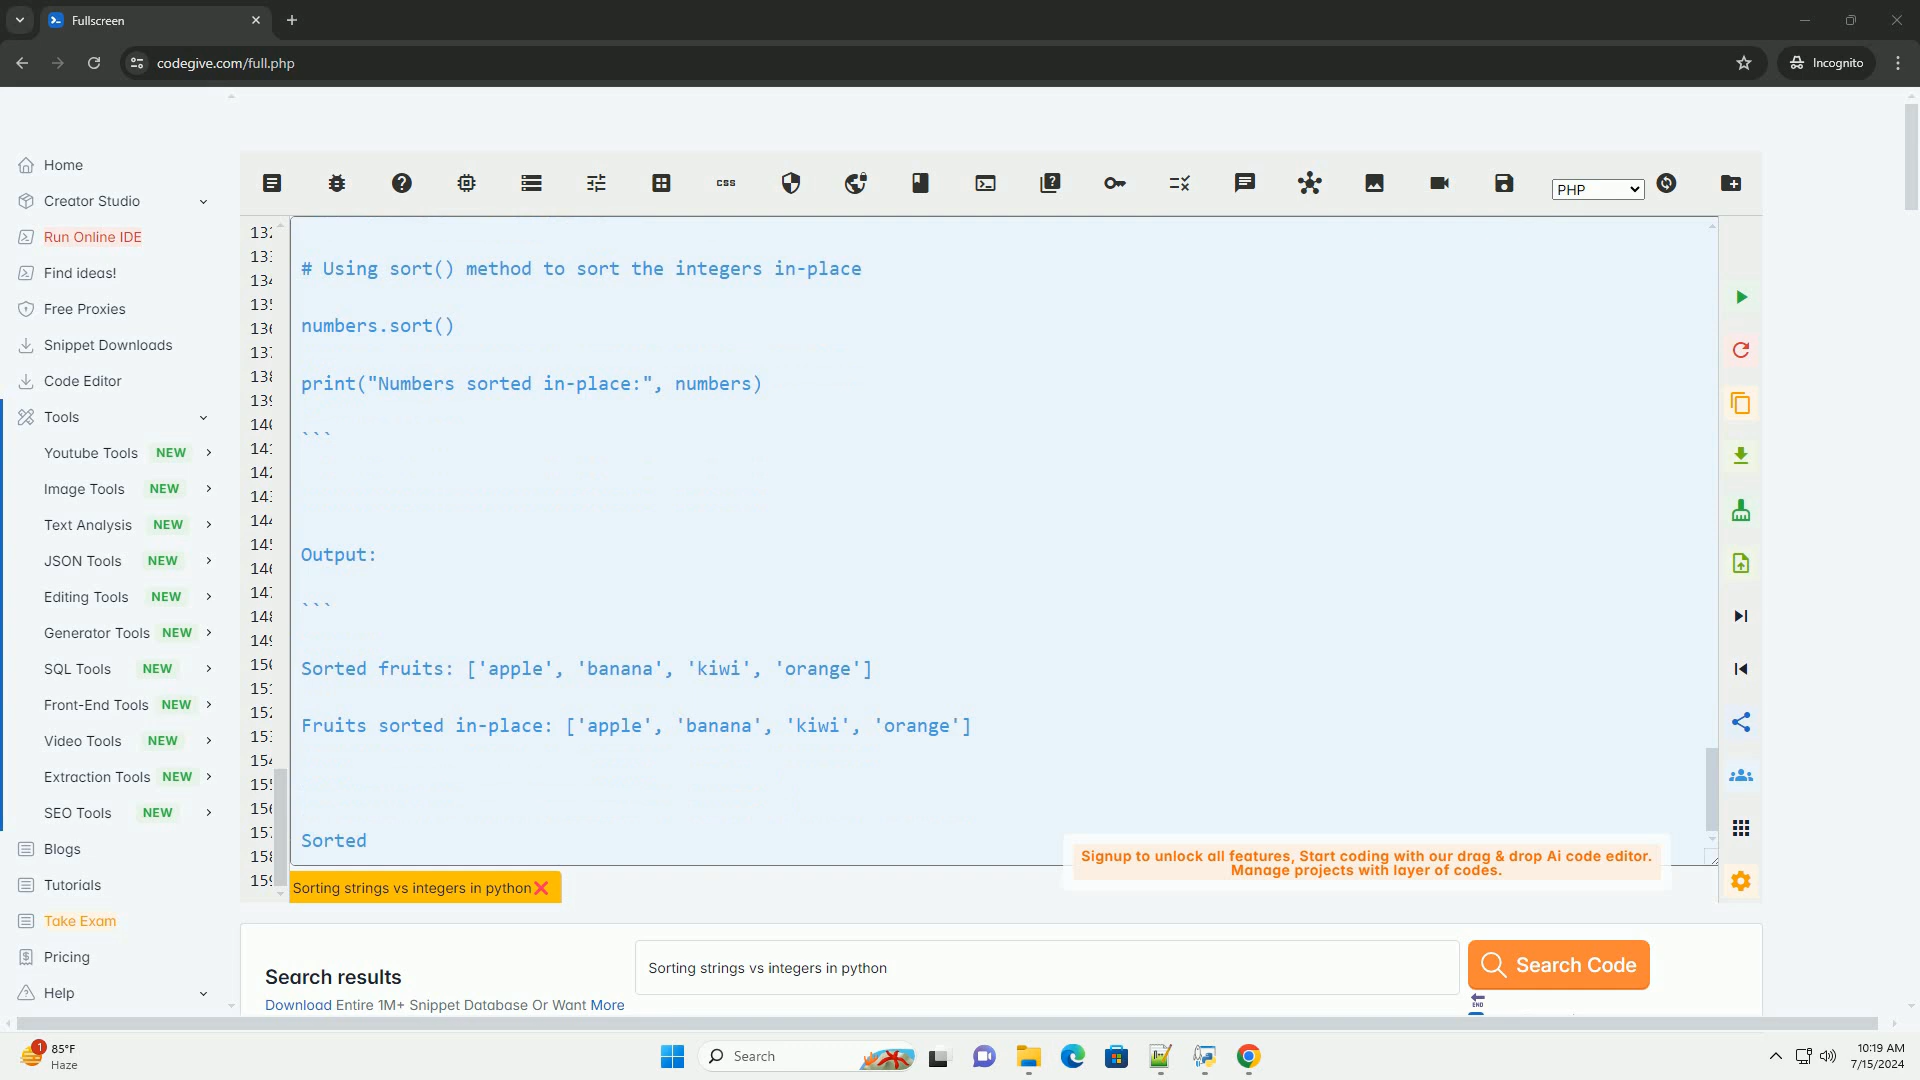 Fullscreen
codegive.com/full.php
Incognito
Home
Creator Studio
Run Online IDE
Find ideas!
Free Proxies
Snippet Downloads
Code Editor
Tools
Youtube Tools NEW
Image Tools NEW
Text Analysis NEW
JSON Tools NEW
Editing Tools NEW
Generator Tools NEW
SQL Tools NEW
Front-End Tools NEW
Video Tools NEW
Extraction Tools NEW
SEO Tools NEW
Blogs
Tutorials
Take Exam
Pricing
Help
css
PHP
# Using sort() method to sort the integers in-place
numbers.sort()
print("Numbers sorted in-place:", numbers)
```
Output:
```
Sorted fruits: ['apple', 'banana', 'kiwi', 'orange']
Fruits sorted in-place: ['apple', 'banana', 'kiwi', 'orange']
Sorted
Signup to unlock all features, Start coding with our drag & drop Ai code editor.
Manage projects with layer of codes.
Sorting strings vs integers in python
Search results
Download Entire 1M+ Snippet Database Or Want More
Sorting strings vs integers in python
Search Code
END
1
85°F
Haze
Search
10:19 AM
7/15/2024